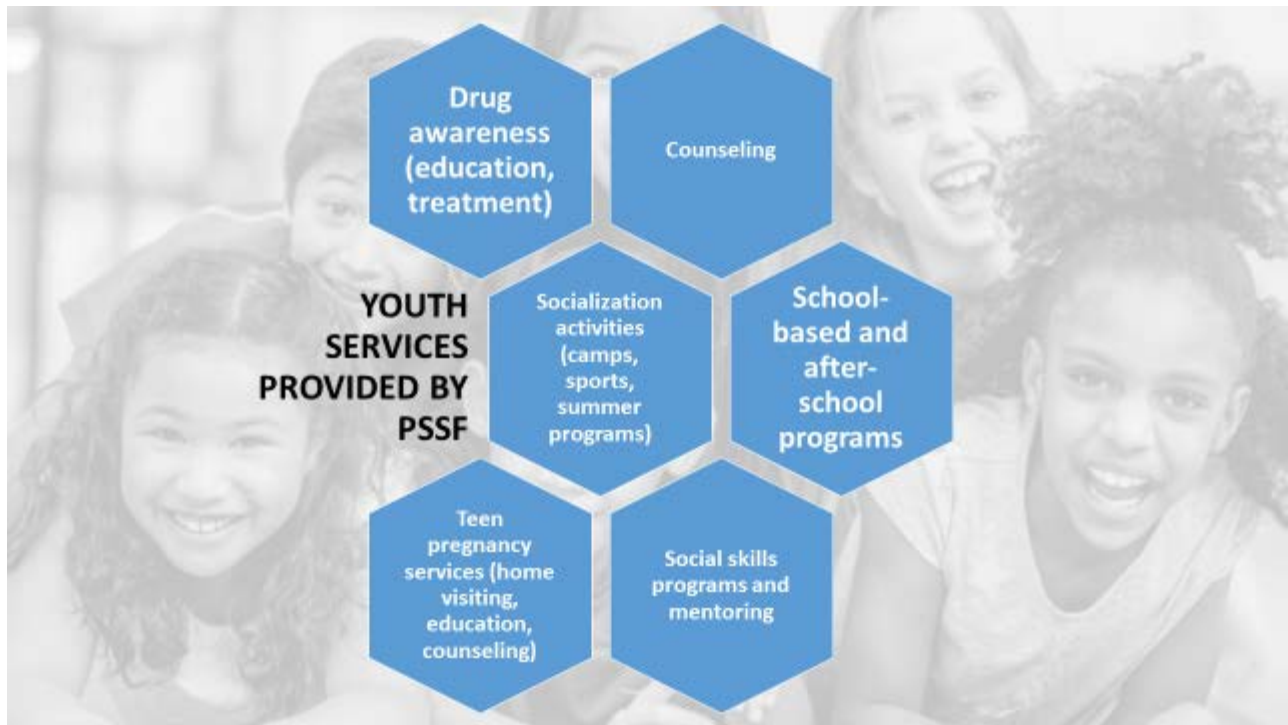 Drug
awareness
(education,
treatment)
Counseling
YOUTH
SERVICES
PROVIDED BY
PSSF
Socialization
activities
(camps,
sports,
summer
programs)
School-
based and
after-
school
programs
Teen
pregnancy
services (home
visiting,
education,
counseling)
Social skills
programs and
mentoring